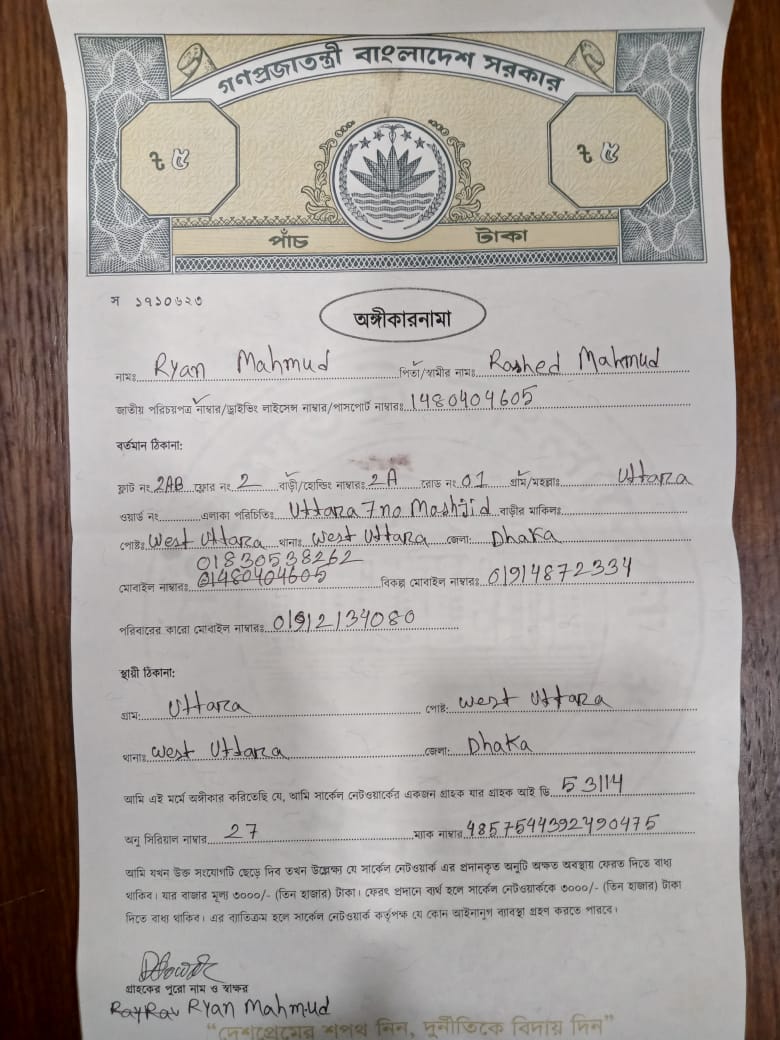 গণপ্রজাতন্ত্রী বাংলাদেশ সরকার
৳ ৫ ৳ ৫
পাঁচ টাকা
স ১৭১০৬২৩
অঙ্গীকারনামা
নামঃ Ryan Mahmud পিতা/স্বামীর নামঃ Rashed Mahmud
জাতীয় পরিচয়পত্র নাম্বার/ড্রাইভিং লাইসেন্স নাম্বার/পাসপোর্ট নাম্বারঃ 1480404605
বর্তমান ঠিকানা:
ফ্লাট নং 2AB ফ্লোর নং 2 বাড়ী/হোল্ডিং নাম্বারঃ 2A রোড নং 01 গ্রাম/মহল্লাঃ Uttara
ওয়ার্ড নং এলাকা পরিচিতিঃ Uttara 7 no Moshjid বাড়ীর মালিকঃ
পোষ্টঃ West Uttara থানাঃ West Uttara জেলা: Dhaka
01830538262
মোবাইল নাম্বারঃ 01480404605 বিকল্প মোবাইল নাম্বারঃ 01914872334
পরিবারের কারো মোবাইল নাম্বারঃ 01912134080
স্থায়ী ঠিকানা:
গ্রাম: Uttara পোষ্ট: West Uttara
থানাঃ West Uttara জেলা: Dhaka
আমি এই মর্মে অঙ্গীকার করিতেছি যে, আমি সার্কেল নেটওয়ার্কের একজন গ্রাহক যার গ্রাহক আই ডি 53114
অনু সিরিয়াল নাম্বার 27 ম্যাক নাম্বার 4857544392490475
আমি যখন উক্ত সংযোগটি ছেড়ে দিব তখন উল্লেক্ষ্য যে সার্কেল নেটওয়ার্ক এর প্রদানকৃত অনুটি অক্ষত অবস্থায় ফেরত দিতে বাধ্য
থাকিব। যার বাজার মূল্য ৩০০০/- (তিন হাজার) টাকা। ফেরৎ প্রদানে ব্যর্থ হলে সার্কেল নেটওয়ার্ককে ৩০০০/- (তিন হাজার) টাকা
দিতে বাধ্য থাকিব। এর ব্যাতিক্রম হলে সার্কেল নেটওয়ার্ক কর্তৃপক্ষ যে কোন আইনানুগ ব্যবস্থা গ্রহণ করতে পারবে।
গ্রাহকের পুরো নাম ও স্বাক্ষর
Ryan Mahmud
“দেশপ্রেমের শপথ নিন, দুর্নীতিকে বিদায় দিন”